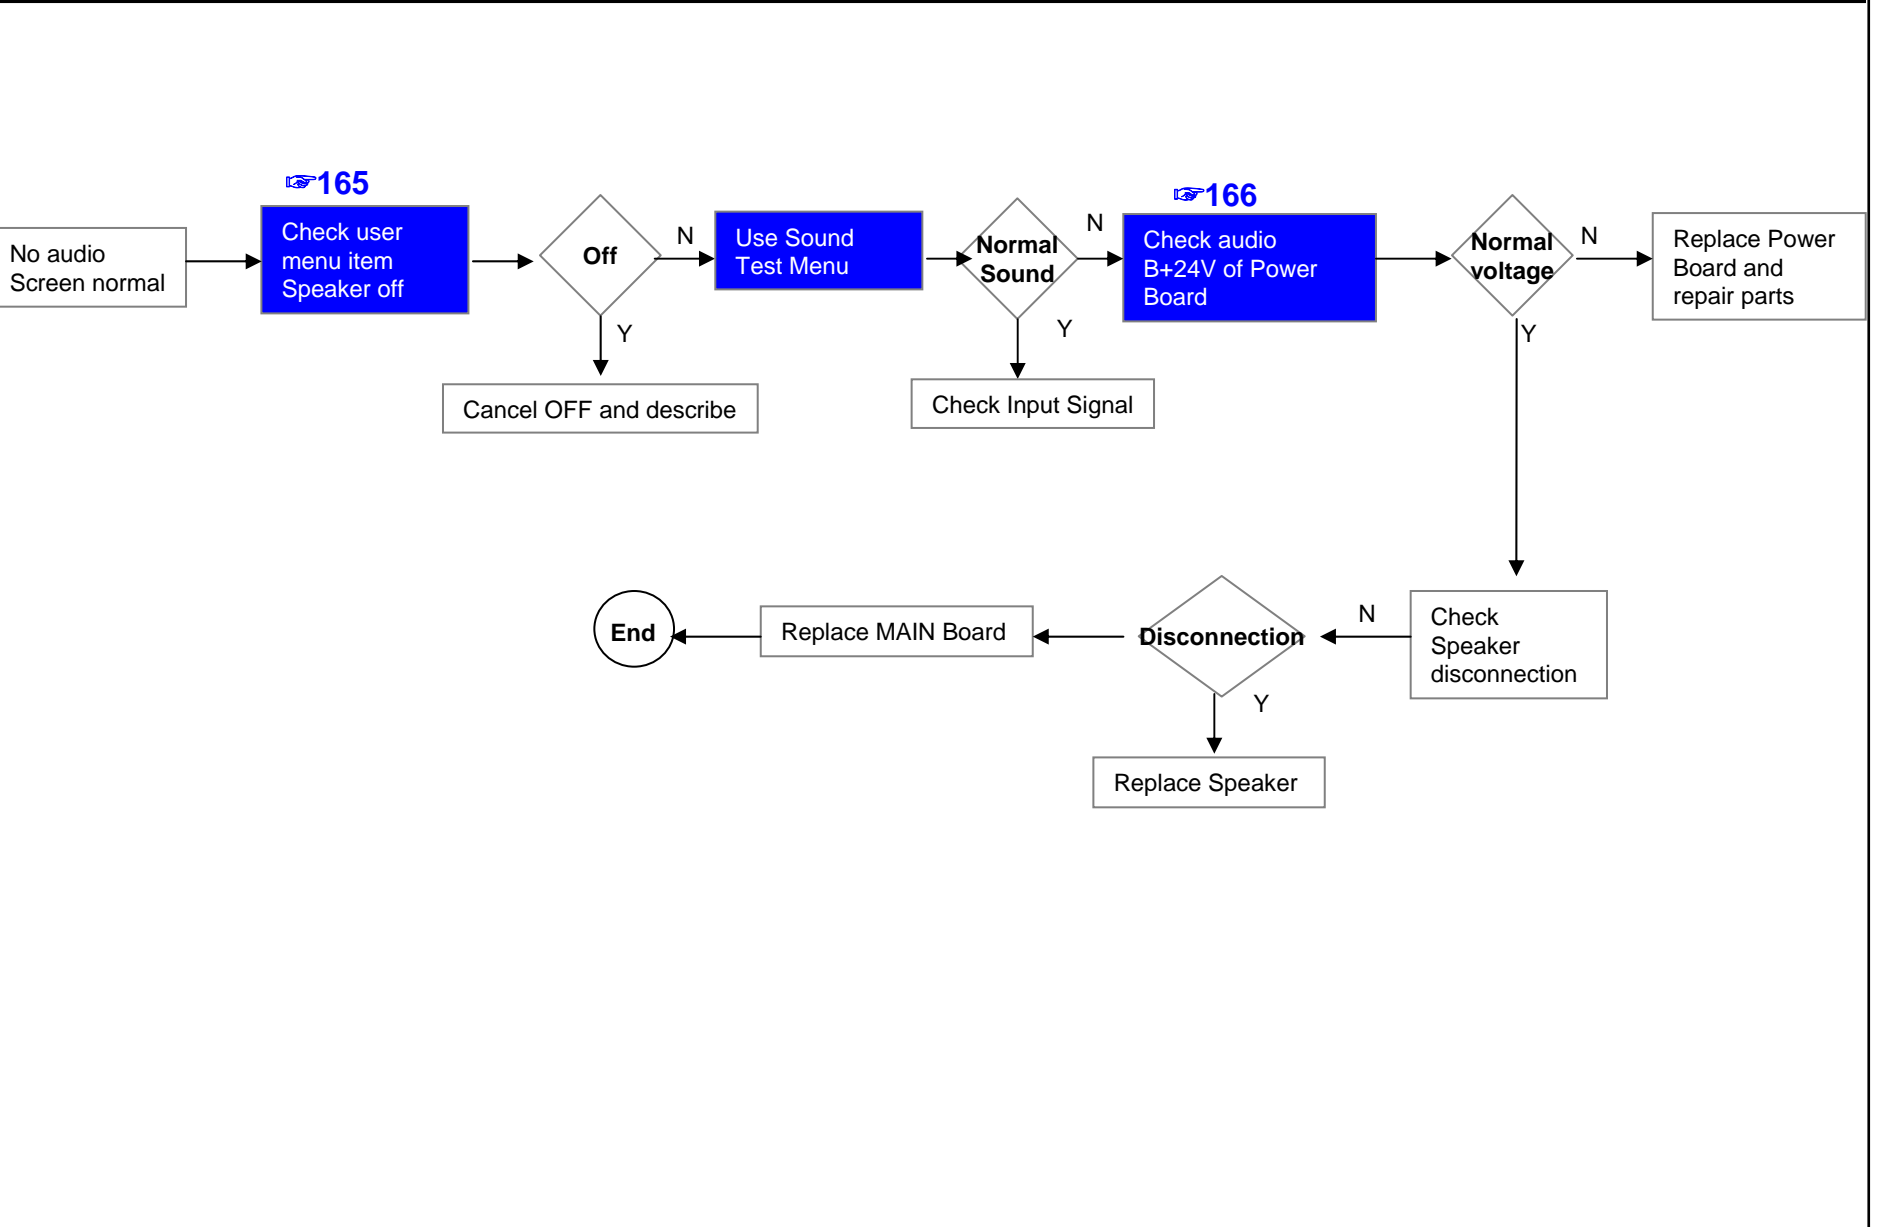 No audio
Screen normal
☞165
Check user
menu item
Speaker off
Off
N
Y
Cancel OFF and describe
Use Sound
Test Menu
Normal
Sound
N
Y
Check Input Signal
☞166
Check audio
B+24V of Power
Board
Normal
voltage
N
Y
Replace Power
Board and
repair parts
Check
Speaker
disconnection
N
Disconnection
Y
Replace Speaker
Replace MAIN Board
End